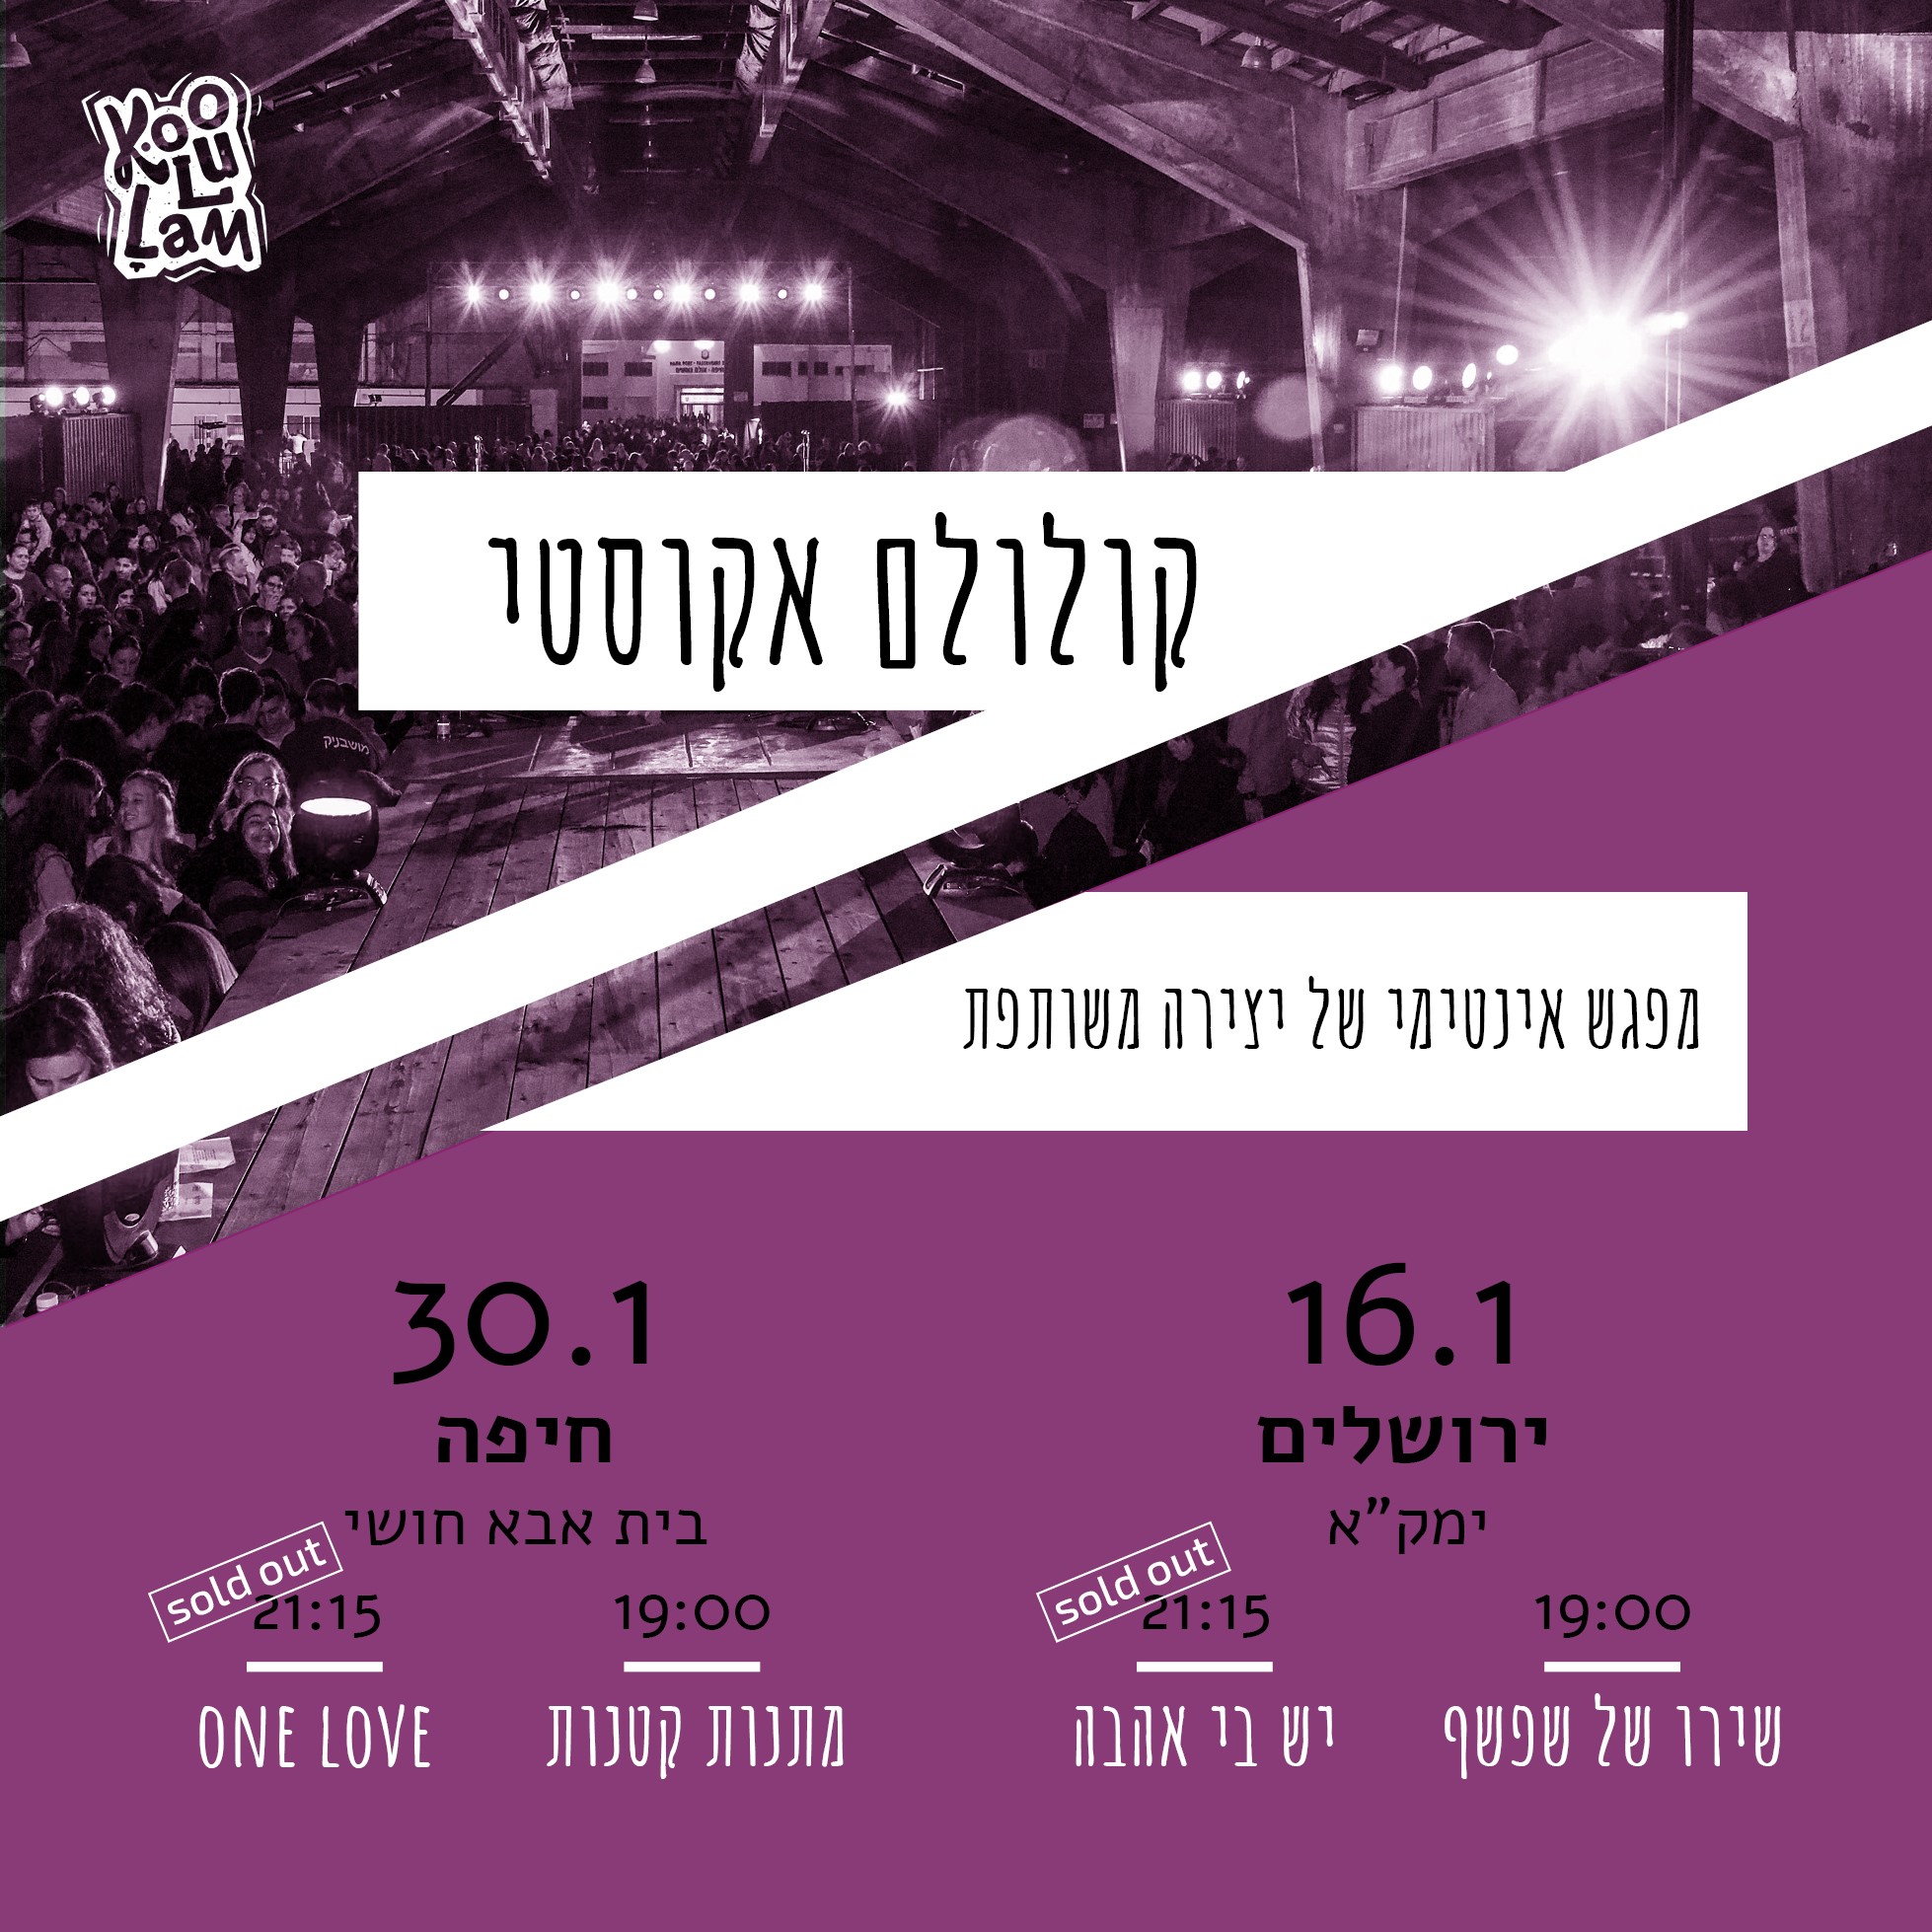 KOOLULAM
קולולם אקוסטי
מושבניק
מפגש אינטימי של יצירה משותפת
16.1
ירושלים
ימק"א
19:00
שירו של שפשף
sold out
21:15
יש בי אהבה
30.1
חיפה
בית אבא חושי
19:00
מתנות קטנות
sold out
21:15
ONE LOVE